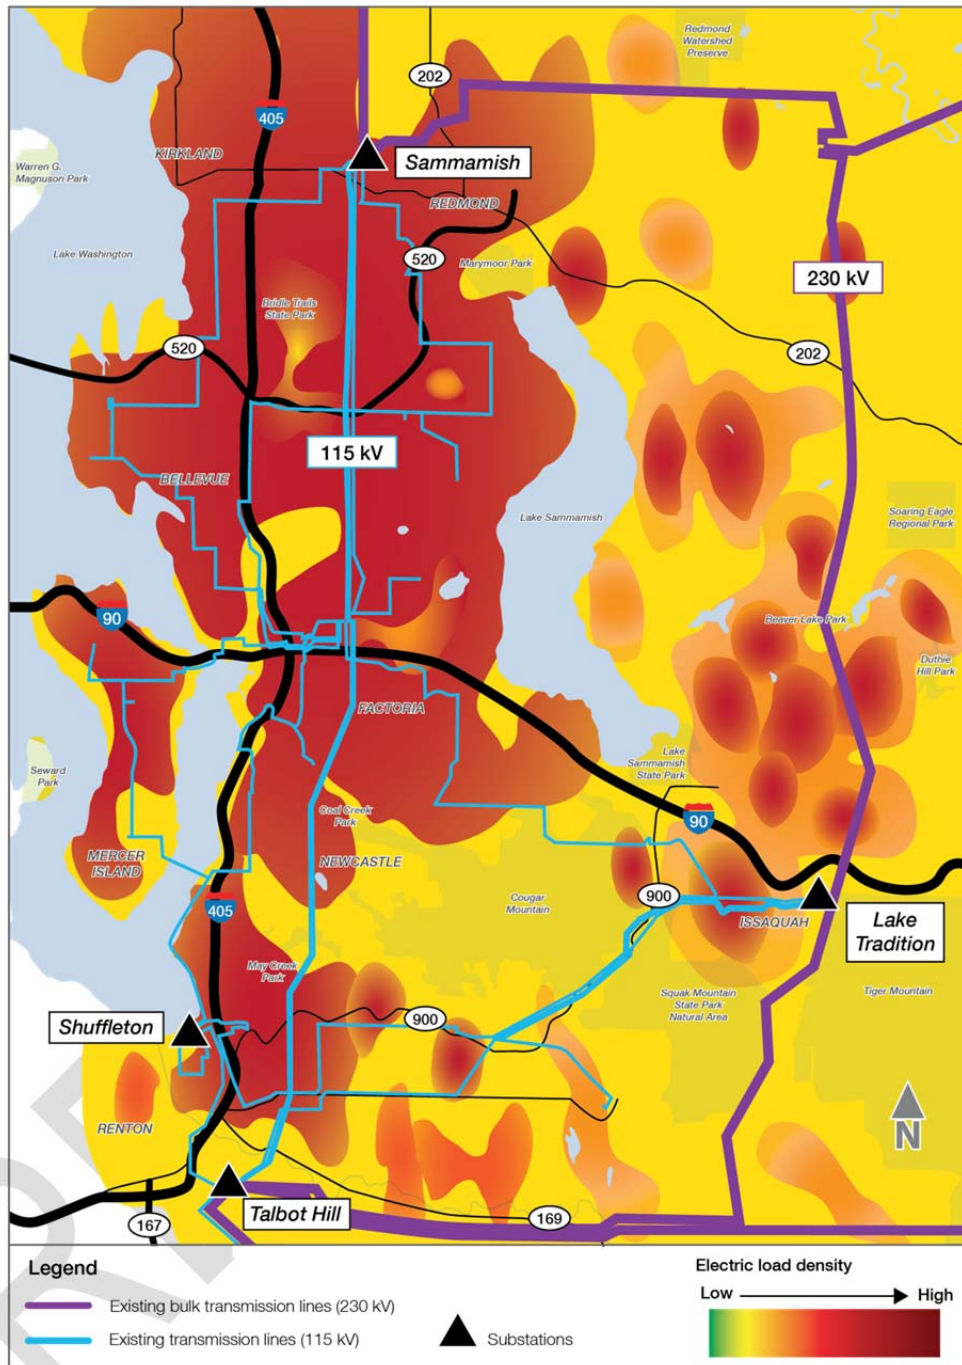 Redmond
Watershed
Preserve
202
405
KIRKLAND
Sammamish
Warren G.
Magnuson Park
REDMOND
Lake Washington
520
Marymoor Park
230 kV
Bridle Trails
State Park
520
202
115 kV
BELLEVUE
Lake Sammamish
Soaring Eagle
Regional Park
90
Beaver Lake Park
Duthie
Hill Park
FACTORIA
Lake
Sammamish
State Park
Seward
Park
Coal Creek
Park
90
MERCER
ISLAND
NEWCASTLE
Cougar
Mountain
900
405
ISSAQUAH
Lake
Tradition
May Creek
Park
Squak Mountain
State Park
Natural Area
Tiger Mountain
Shuffleton
900
RENTON
N
Talbot Hill
167
169
Legend
Existing bulk transmission lines (230 kV)
Existing transmission lines (115 kV)
Substations
Electric load density
Low
High